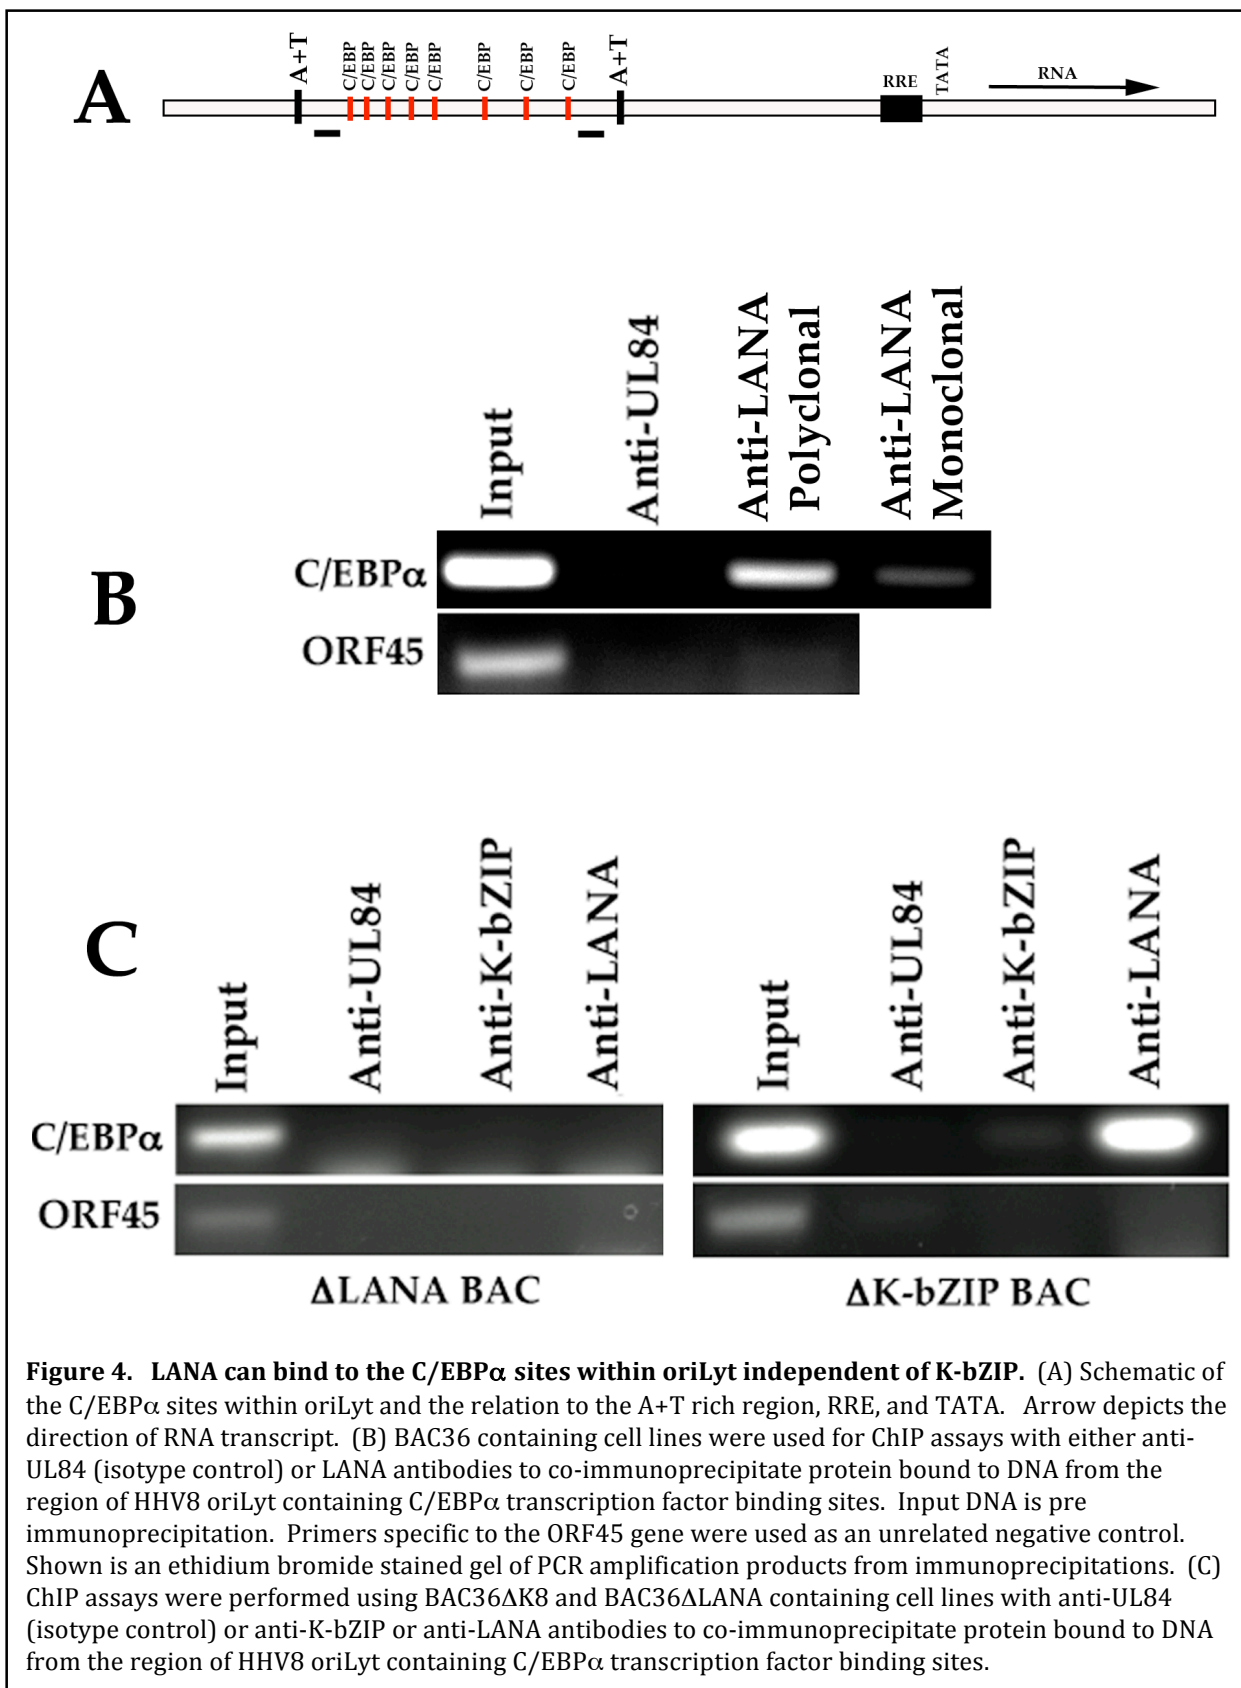 A
A+T
C/EBP
C/EBP
C/EBP
C/EBP
C/EBP
C/EBP
C/EBP
C/EBP
A+T
RRE
TATA
RNA
B
Input
Anti-UL84
Anti-LANA
Polyclonal
Anti-LANA
Monoclonal
C/EBPα
ORF45
C
Input
Anti-UL84
Anti-K-bZIP
Anti-LANA
Input
Anti-UL84
Anti-K-bZIP
Anti-LANA
C/EBPα
ORF45
ΔLANA BAC
ΔK-bZIP BAC
Figure 4. LANA can bind to the C/EBPα sites within oriLyt independent of K-bZIP. (A) Schematic of
the C/EBPα sites within oriLyt and the relation to the A+T rich region, RRE, and TATA. Arrow depicts the
direction of RNA transcript. (B) BAC36 containing cell lines were used for ChIP assays with either anti-
UL84 (isotype control) or LANA antibodies to co-immunoprecipitate protein bound to DNA from the
region of HHV8 oriLyt containing C/EBPα transcription factor binding sites. Input DNA is pre
immunoprecipitation. Primers specific to the ORF45 gene were used as an unrelated negative control.
Shown is an ethidium bromide stained gel of PCR amplification products from immunoprecipitations. (C)
ChIP assays were performed using BAC36ΔK8 and BAC36ΔLANA containing cell lines with anti-UL84
(isotype control) or anti-K-bZIP or anti-LANA antibodies to co-immunoprecipitate protein bound to DNA
from the region of HHV8 oriLyt containing C/EBPα transcription factor binding sites.